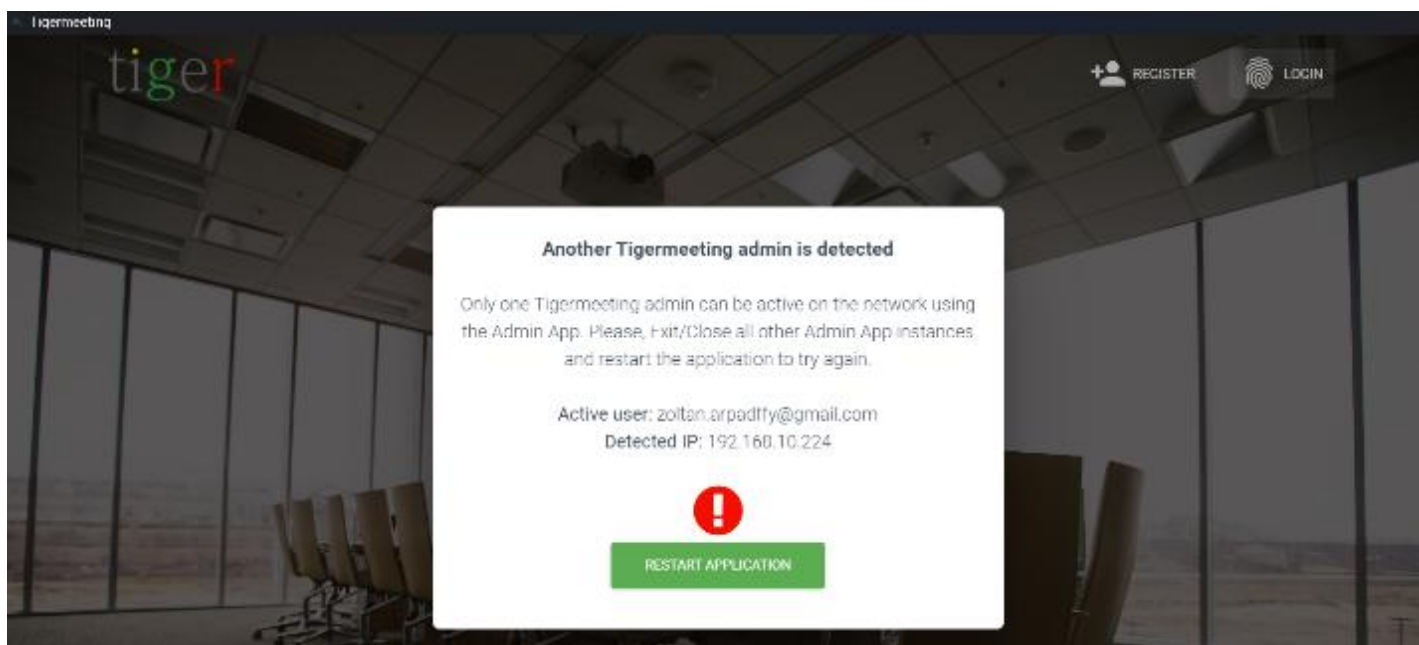 Tigermeeting
tiger
REGISTER
LOGIN
Another Tigermeeting admin is detected
Only one Tigermeeting admin can be active on the network using
the Admin App. Please, Exit/Close all other Admin App instances
and restart the application to try again.
Active user: zoltan.arpadffy@gmail.com
Detected IP: 192.168.10.224
RESTART APPLICATION